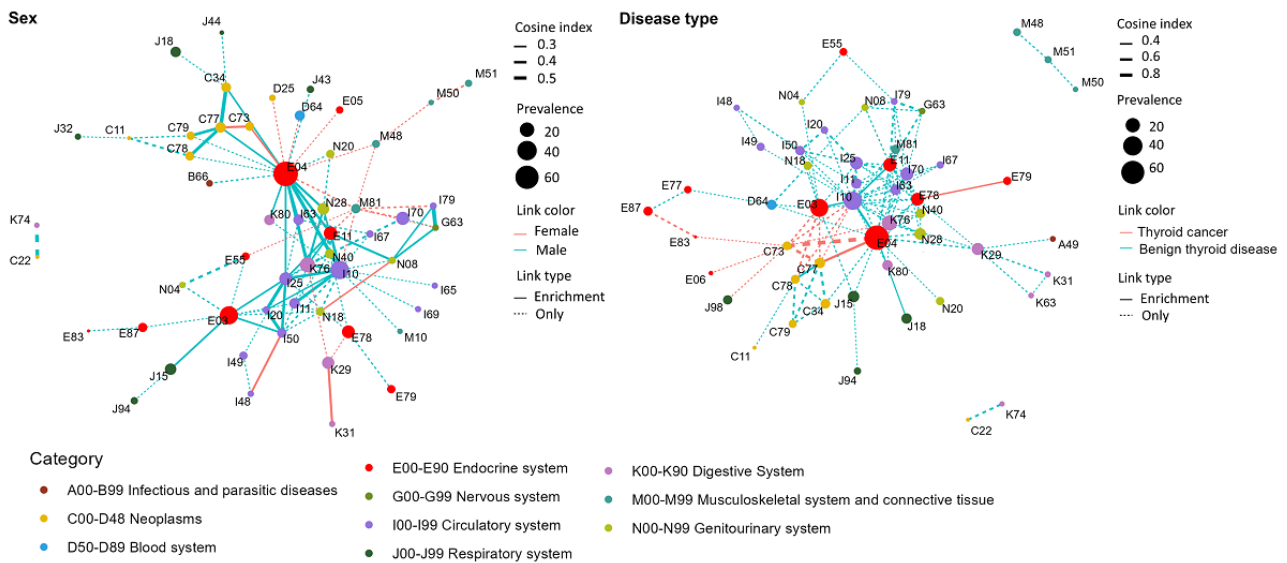 Sex
J44
J18
C34
D25
J43
D64
E05
M51
M50
J32
C11
C79
C77
C73
C78
N20
M48
E04
B66
K74
C22
N28
M81
I79
K80
I63
I70
G63
E11
I67
N40
N08
E55
K76
I10
N04
I25
I65
I11
I69
E83
E87
E03
I20
N18
I50
E78
M10
J15
I49
K29
I48
E79
J94
K31
Cosine index
0.3
0.4
0.5
Prevalence
20
40
60
Link color
Female
Male
Link type
Enrichment
Only
Disease type
M48
M51
M50
E55
N04
N08
I79
G63
I48
I20
I49
I50
M81
N18
I25
E11
I70
I67
I11
I63
E79
E77
I10
E78
D64
E03
K76
N40
E87
E04
N28
E83
C73
K29
A49
C77
K80
E06
C78
K31
J98
C34
J15
K63
N20
C79
J18
C11
J94
K74
C22
Cosine index
0.4
0.6
0.8
Prevalence
20
40
60
Link color
Thyroid cancer
Benign thyroid disease
Link type
Enrichment
Only
Category
A00-B99 Infectious and parasitic diseases
C00-D48 Neoplasms
D50-D89 Blood system
E00-E90 Endocrine system
G00-G99 Nervous system
I00-I99 Circulatory system
J00-J99 Respiratory system
K00-K90 Digestive System
M00-M99 Musculoskeletal system and connective tissue
N00-N99 Genitourinary system